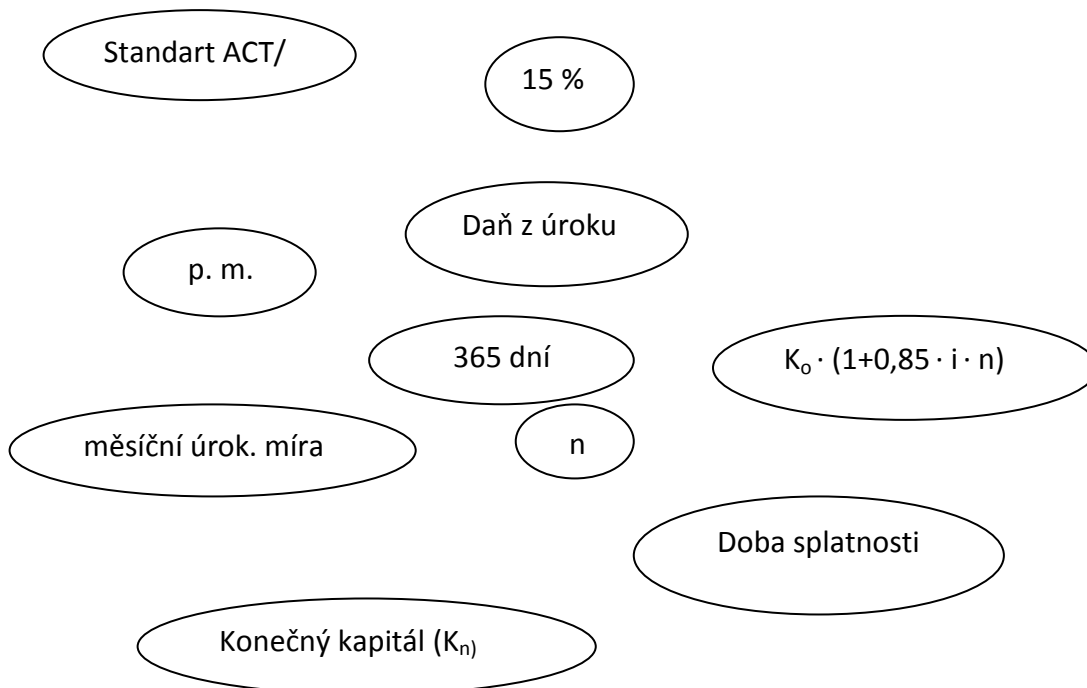 Standart ACT/
15 %
Daň z úroku
p. m.
365 dní
Kₒ · (1+0,85 · i · n)
měsíční úrok. míra
n
Doba splatnosti
Konečný kapitál (Kₙ)